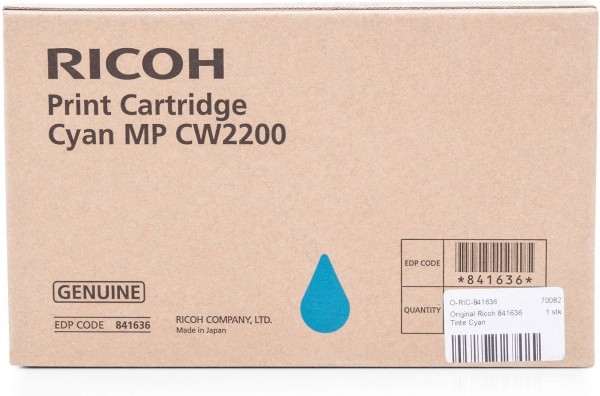 RICOH
Print Cartridge
Cyan MP CW2200
GENUINE
EDP CODE 841636
RICOH COMPANY, LTD.
Made in Japan
EDP CODE
*841636*
QUANTITY
O-RIC-841636 70082
Original Ricoh 841636 1 stk
Tinte Cyan